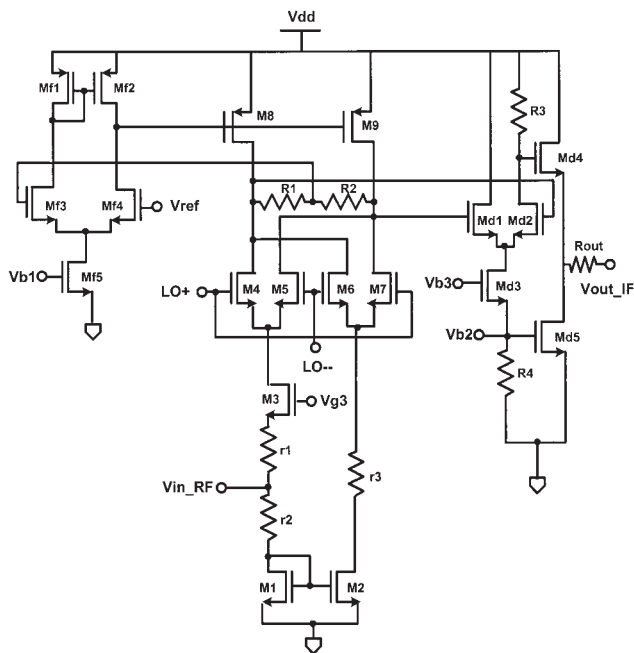 Vdd
Mf1
Mf2
M8
M9
R3
Md4
Mf3
Mf4
Vref
R1
R2
Md1
Md2
Rout
Vb1
Mf5
LO+
M4
M5
M6
M7
Vb3
Md3
Vout_IF
Vb2
Md5
LO--
R4
M3
Vg3
r1
Vin_RF
r2
r3
M1
M2